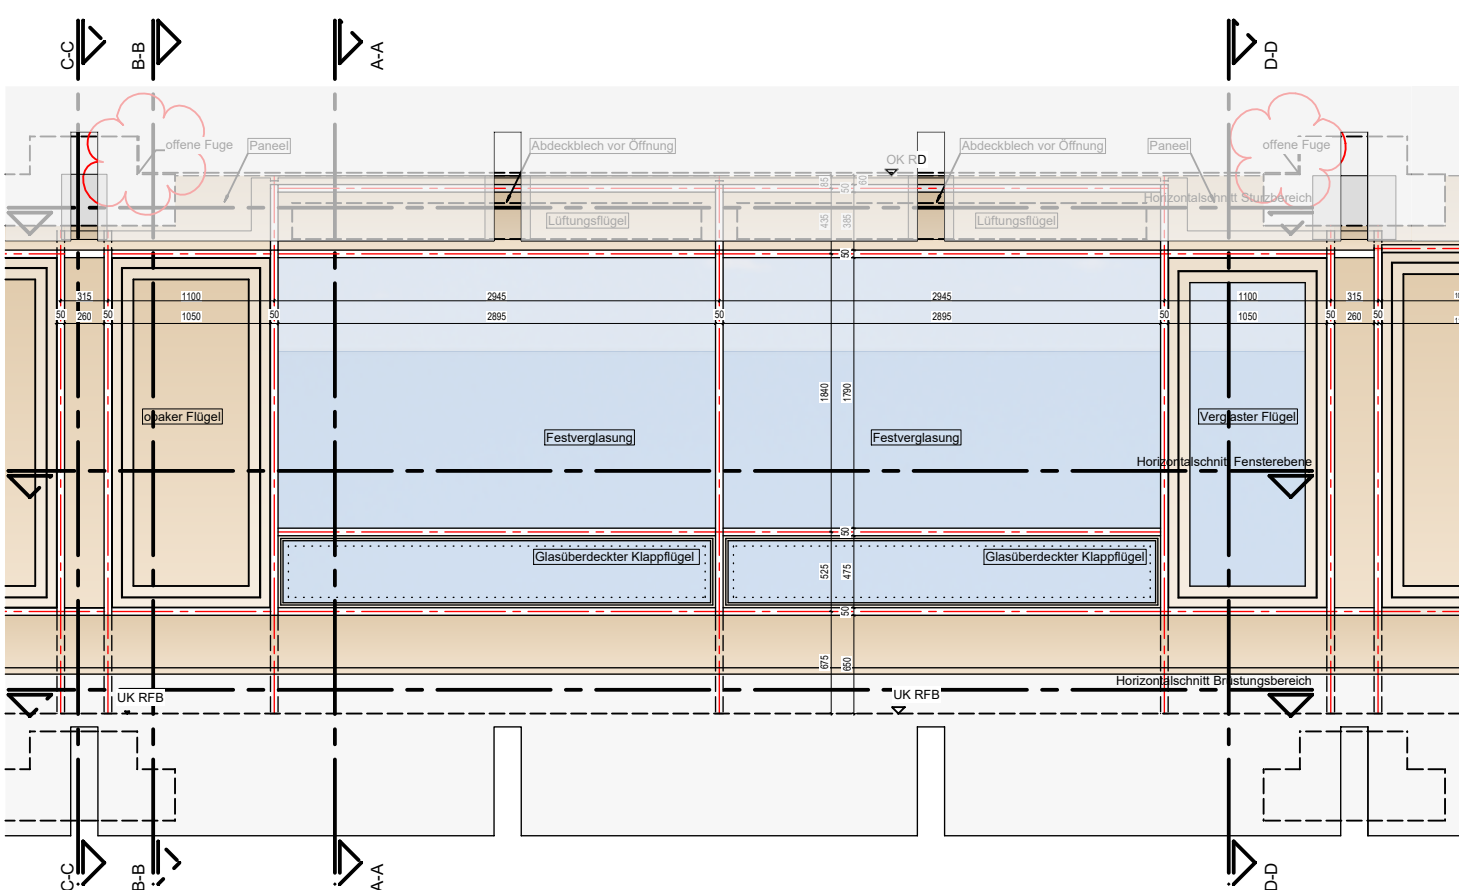 C-C
B-B
A-A
D-D
offene Fuge
Paneel
Abdeckblech vor Öffnung
OK RD
Abdeckblech vor Öffnung
Paneel
offene Fuge
85
50
60
Horizontalschnitt Sturzbereich
Lüftungsflügel
435
385
Lüftungsflügel
50
315
1100
2945
2945
1100
315
50
260
50
1050
50
2895
50
2895
50
1050
50
260
50
1840
1790
opaker Flügel
Verglaster Flügel
Festverglasung
Festverglasung
Horizontalschnitt Fensterebene
50
Glasüberdeckter Klappflügel
Glasüberdeckter Klappflügel
525
475
50
675
650
Horizontalschnitt Brüstungsbereich
UK RFB
UK RFB
C-C
B-B
A-A
D-D